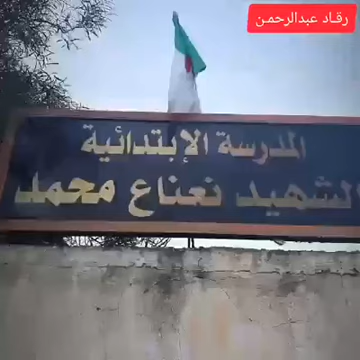 رقاد عبدالرحمن
المدرسة الإبتدائية
الشهيد نعناع محمد